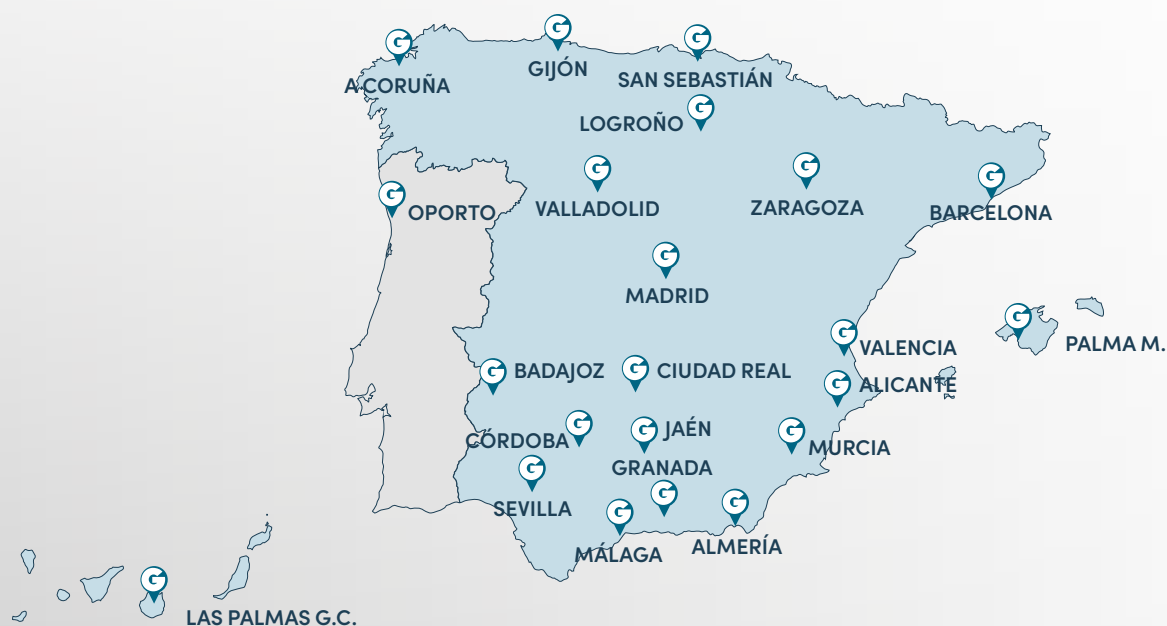 GIJÓN
SAN SEBASTIÁN
A CORUÑA
LOGROÑO
VALLADOLID
ZARAGOZA
BARCELONA
OPORTO
MADRID
PALMA M.
VALENCIA
BADAJOZ
CIUDAD REAL
ALICANTE
JAÉN
CÓRDOBA
MURCIA
GRANADA
SEVILLA
ALMERÍA
MÁLAGA
LAS PALMAS G.C.